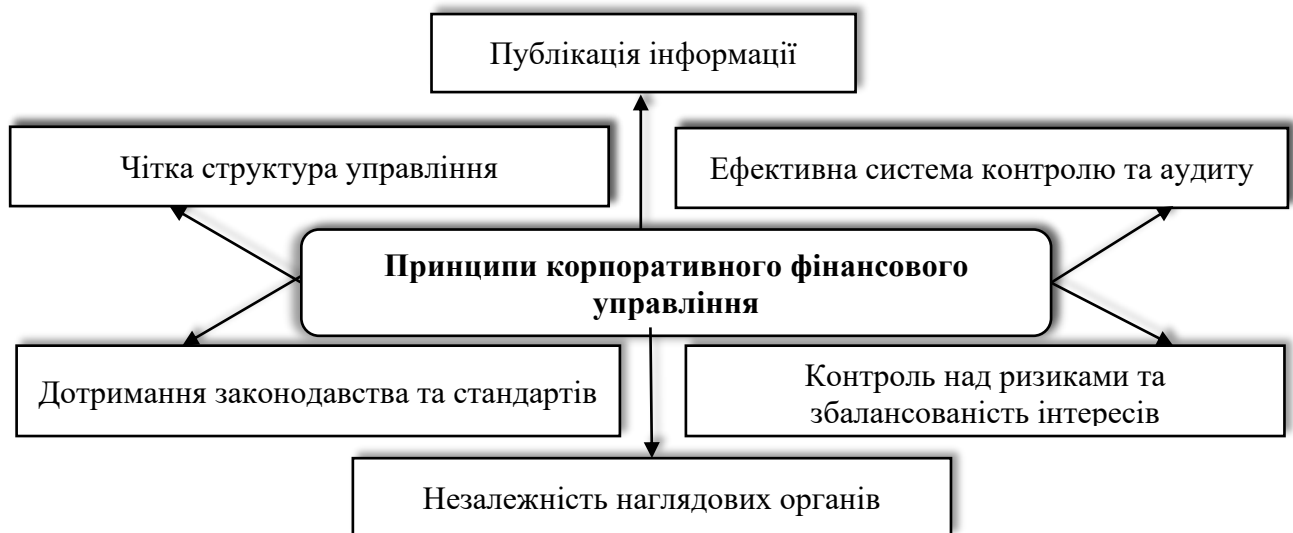 Публікація інформації
Чітка структура управління
Ефективна система контролю та аудиту
Принципи корпоративного фінансового
управління
Дотримання законодавства та стандартів
Контроль над ризиками та
збалансованість інтересів
Незалежність наглядових органів